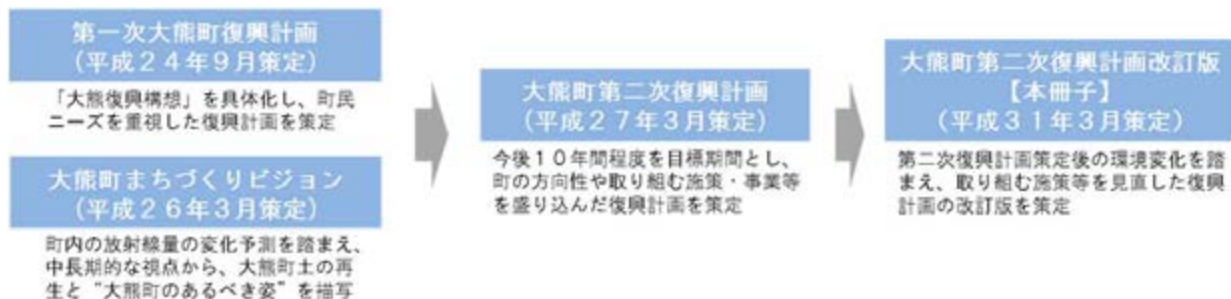 第一次大熊町復興計画
(平成24年9月策定)
「大熊復興構想」を具体化し、町民
ニーズを重視した復興計画を策定
大熊町まちづくりビジョン
(平成26年3月策定)
町内の放射線量の変化予測を踏まえ、
中長期的な視点から、大熊町土の再
生と“大熊町のあるべき姿”を描写
大熊町第二次復興計画
(平成27年3月策定)
今後10年間程度を目標期間とし、
町の方向性や取り組む施策・事業等
を盛り込んだ復興計画を策定
大熊町第二次復興計画改訂版
【本冊子】
(平成31年3月策定)
第二次復興計画策定後の環境変化を踏
まえ、取り組む施策等を見直した復興
計画の改訂版を策定